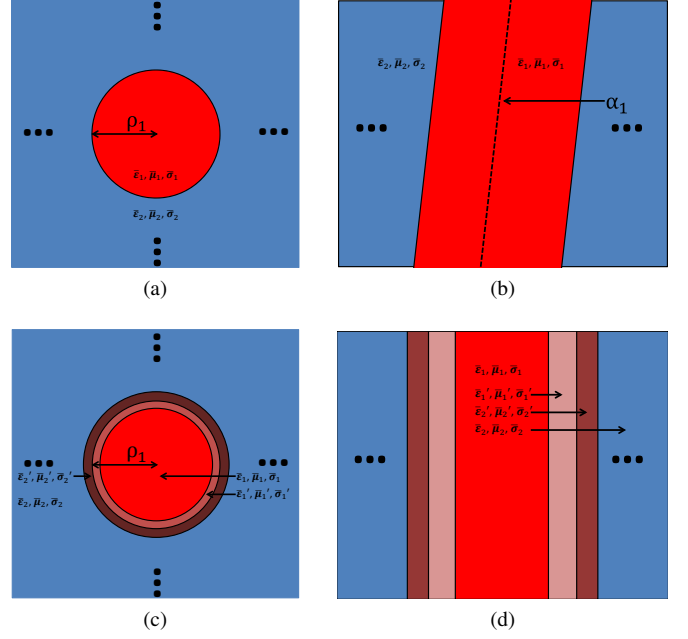 ρ₁
ε̿₁, μ̿₁, σ̿₁
ε̿₂, μ̿₂, σ̿₂
(a)
ε̿₂, μ̿₂, σ̿₂
ε̿₁, μ̿₁, σ̿₁
α₁
(b)
ρ₁
ε̿₂', μ̿₂', σ̿₂'
ε̿₂, μ̿₂, σ̿₂
ε̿₁, μ̿₁, σ̿₁
ε̿₁', μ̿₁', σ̿₁'
(c)
ε̿₁, μ̿₁, σ̿₁
ε̿₁', μ̿₁', σ̿₁'
ε̿₂', μ̿₂', σ̿₂'
ε̿₂, μ̿₂, σ̿₂
(d)